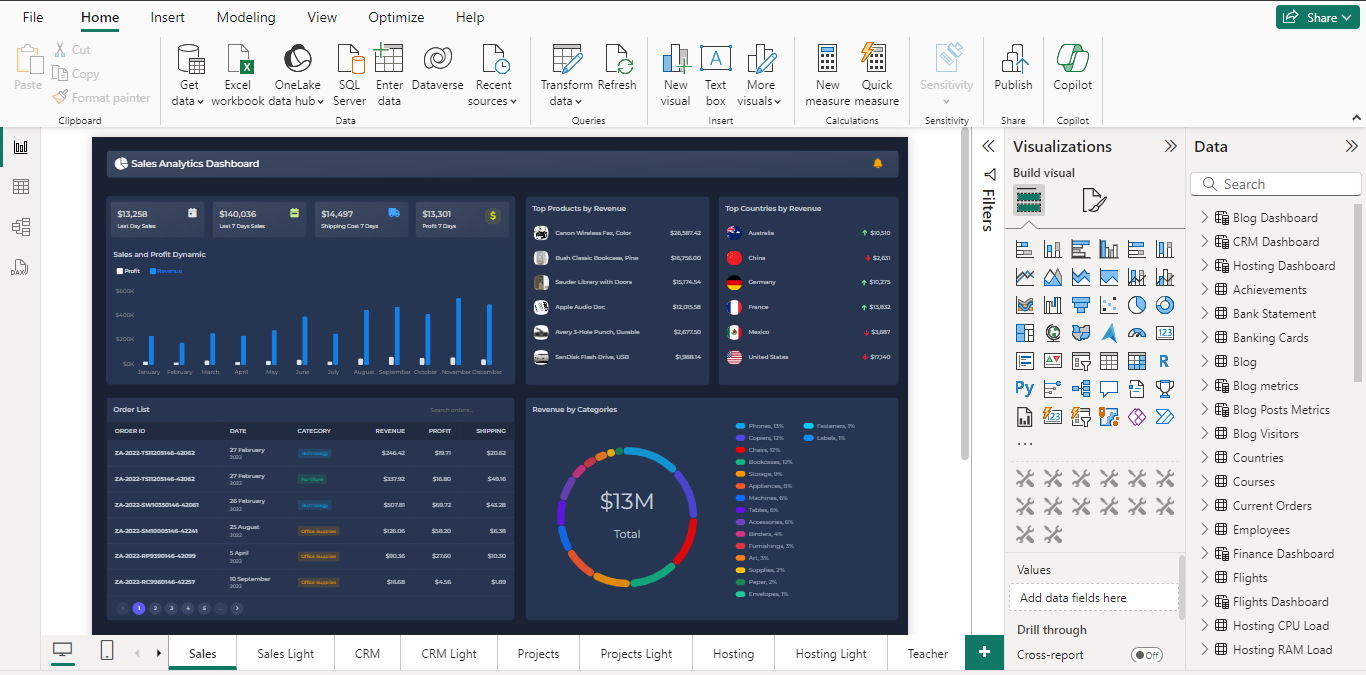 File Home Insert Modeling View Optimize Help Share
Paste Cut Copy Format painter
Clipboard
Get data Excel workbook OneLake data hub SQL Server Enter data Dataverse Recent sources
Data
Transform data Refresh
Queries
New visual Text box More visuals
Insert
New measure Quick measure
Calculations
Sensitivity
Sensitivity
Publish
Share
Copilot
Copilot
Sales Analytics Dashboard
$13,258
Last Day Sales
$140,036
Last 7 Days Sales
$14,497
Shipping Cost 7 Days
$13,301
Profit 7 Days
Sales and Profit Dynamic
Profit Revenue
$600K
$400K
$200K
$0K
January February March April May June July August September October November December
Top Products by Revenue
Canon Wireless Fax, Color $26,587.42
Bush Classic Bookcase, Pine $16,756.00
Sauder Library with Doors $15,174.54
Apple Audio Doc $12,015.58
Avery 3-Hole Punch, Durable $2,677.50
SanDisk Flash Drive, USB $1,988.14
Top Countries by Revenue
Australia $10,510
China $2,631
Germany $10,275
France $13,832
Mexico $3,687
United States $17,140
Order List Search orders...
ORDER ID DATE CATEGORY REVENUE PROFIT SHIPPING
ZA-2022-TS11205146-42062 27 February 2022 Technology $246.42 $19.71 $20.62
ZA-2022-TS11205146-42062 27 February 2022 Furniture $337.92 $16.80 $49.16
ZA-2022-SW10350146-42061 26 February 2022 Technology $507.81 $69.72 $43.28
ZA-2022-SM10005146-42241 25 August 2022 Office Supplies $126.06 $58.20 $6.38
ZA-2022-RP9390146-42099 5 April 2022 Office Supplies $90.36 $27.60 $10.30
ZA-2022-RC9960146-42257 10 September 2022 Office Supplies $16.68 $4.56 $1.89
1 2 3 4 5 ...
Revenue by Categories
$13M
Total
Phones, 13%
Copiers, 12%
Chairs, 12%
Bookcases, 12%
Storage, 9%
Appliances, 8%
Machines, 6%
Tables, 6%
Accessories, 6%
Binders, 4%
Furnishings, 3%
Art, 3%
Supplies, 2%
Paper, 2%
Envelopes, 1%
Fasteners, 1%
Labels, 1%
Filters
Visualizations
Build visual
123
R
Py
123
...
Values
Add data fields here
Drill through
Cross-report Off
Data
Search
Blog Dashboard
CRM Dashboard
Hosting Dashboard
Achievements
Bank Statement
Banking Cards
Blog
Blog metrics
Blog Posts Metrics
Blog Visitors
Countries
Courses
Current Orders
Employees
Finance Dashboard
Flights
Flights Dashboard
Hosting CPU Load
Hosting RAM Load
Sales Sales Light CRM CRM Light Projects Projects Light Hosting Hosting Light Teacher +